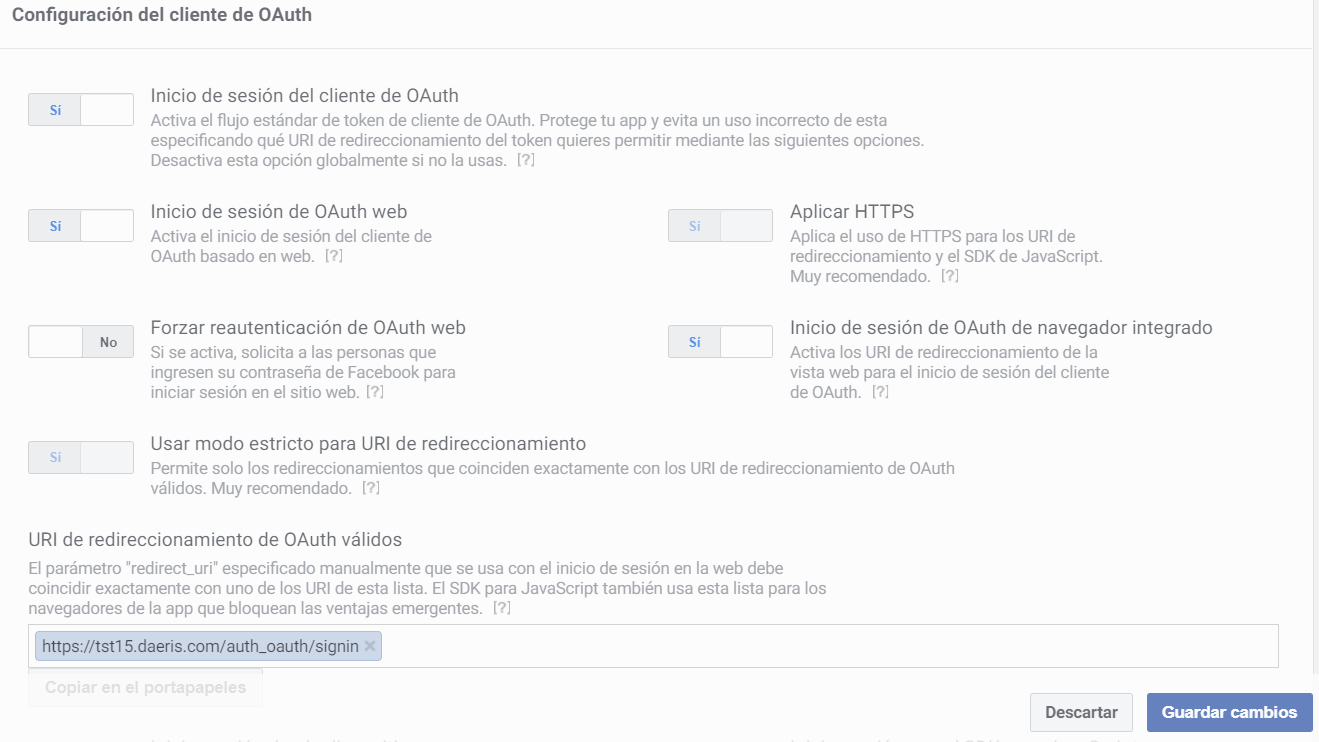 Configuración del cliente de OAuth
Sí
Inicio de sesión del cliente de OAuth
Activa el flujo estándar de token de cliente de OAuth. Protege tu app y evita un uso incorrecto de esta
especificando qué URI de redireccionamiento del token quieres permitir mediante las siguientes opciones.
Desactiva esta opción globalmente si no la usas. [?]
Sí
Inicio de sesión de OAuth web
Activa el inicio de sesión del cliente de
OAuth basado en web. [?]
Sí
Aplicar HTTPS
Aplica el uso de HTTPS para los URI de
redireccionamiento y el SDK de JavaScript.
Muy recomendado. [?]
No
Forzar reautenticación de OAuth web
Si se activa, solicita a las personas que
ingresen su contraseña de Facebook para
iniciar sesión en el sitio web. [?]
Sí
Inicio de sesión de OAuth de navegador integrado
Activa los URI de redireccionamiento de la
vista web para el inicio de sesión del cliente
de OAuth. [?]
Sí
Usar modo estricto para URI de redireccionamiento
Permite solo los redireccionamientos que coinciden exactamente con los URI de redireccionamiento de OAuth
válidos. Muy recomendado. [?]
URI de redireccionamiento de OAuth válidos
El parámetro "redirect_uri" especificado manualmente que se usa con el inicio de sesión en la web debe
coincidir exactamente con uno de los URI de esta lista. El SDK para JavaScript también usa esta lista para los
navegadores de la app que bloquean las ventajas emergentes. [?]
https://tst15.daeris.com/auth_oauth/signin ×
Copiar en el portapapeles
Descartar
Guardar cambios